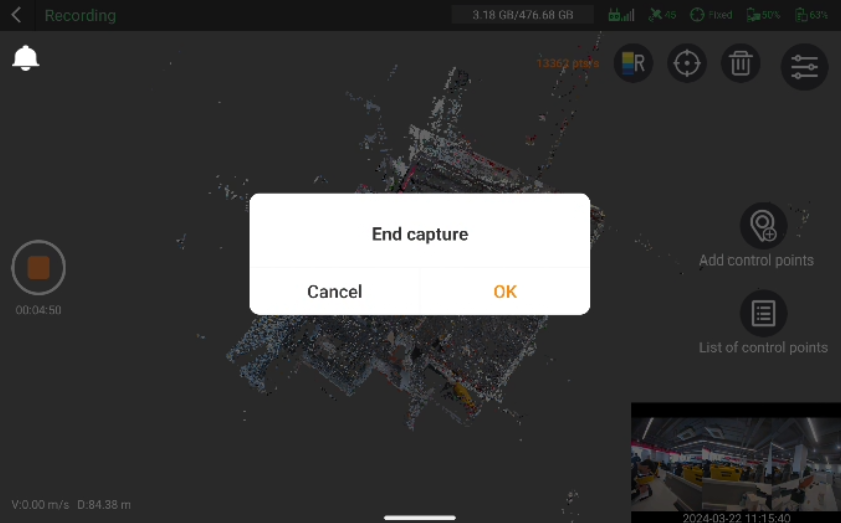 Recording
3.18 GB/476.68 GB
45
Fixed
50%
63%
13362 ptsrs
R
End capture
Cancel
OK
Add control points
List of control points
00:04:50
V:0.00 m/s D:84.38 m
2024-03-22 11:15:40